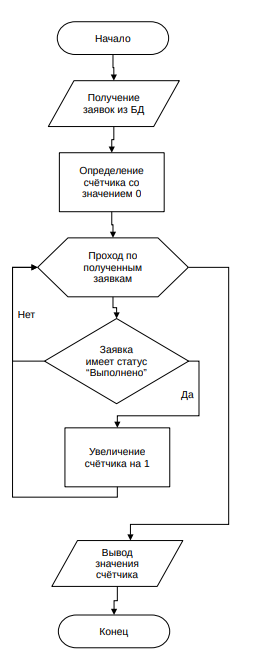 Начало
Получение
заявок из БД
Определение
счётчика со
значением 0
Проход по
полученным
заявкам
Нет
Заявка
имеет статус
“Выполнено”
Да
Увеличение
счётчика на 1
Вывод
значения
счётчика
Конец